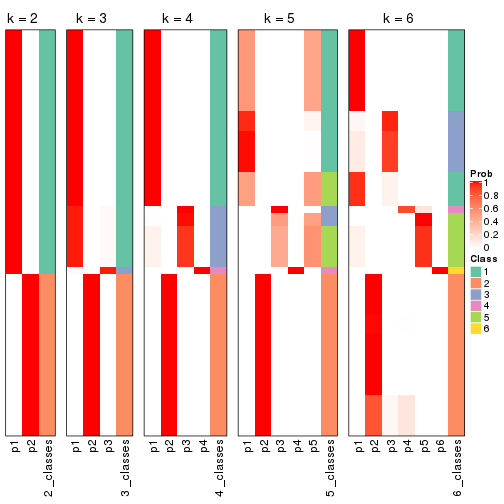 k = 2
k = 3
k = 4
k = 5
k = 6
Prob
1
0.8
0.6
0.4
0.2
0
Class
1
2
3
4
5
6
p1
p2
2_classes
p1
p2
p3
3_classes
p1
p2
p3
p4
4_classes
p1
p2
p3
p4
p5
5_classes
p1
p2
p3
p4
p5
p6
6_classes